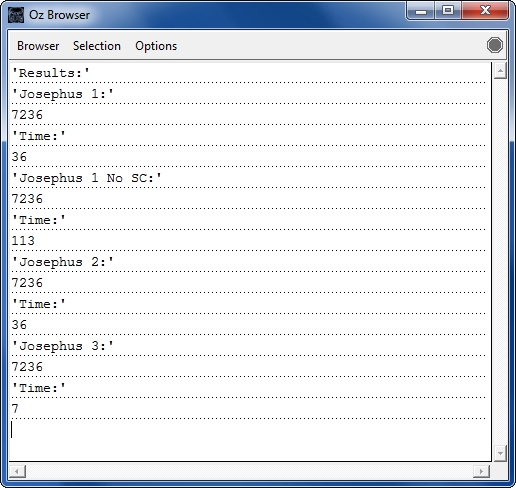 Oz Browser
Browser Selection Options
'Results:'
'Josephus 1:'
7236
'Time:'
36
'Josephus 1 No SC:'
7236
'Time:'
113
'Josephus 2:'
7236
'Time:'
36
'Josephus 3:'
7236
'Time:'
7